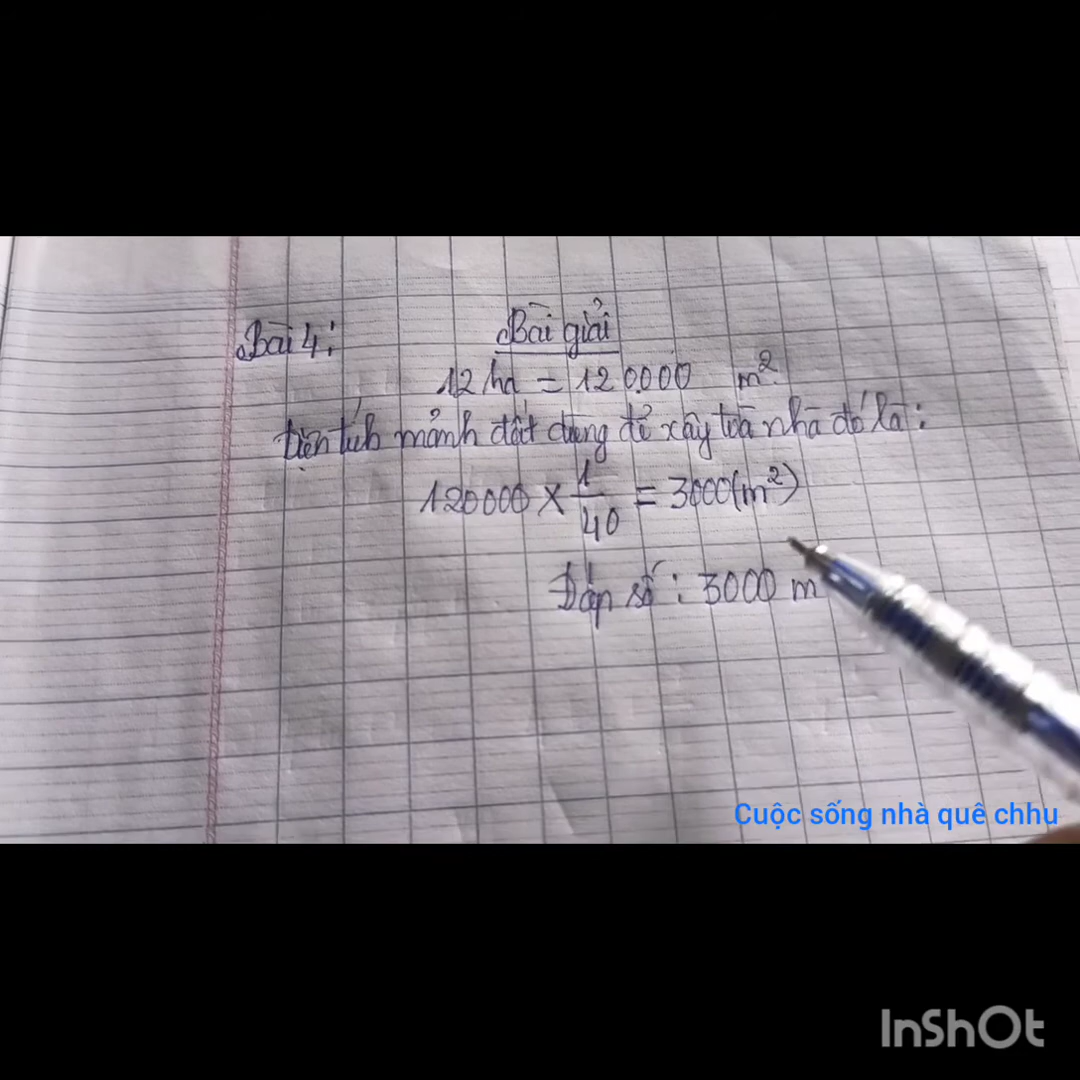 Bài 4:
Bài giải
12 ha = 120000 m²
Diện tích mảnh đất dùng để xây toà nhà đó là:
120000 × 1/40 = 3000(m²)
Đáp số: 3000 m
Cuộc sống nhà quê chhu
InShOt